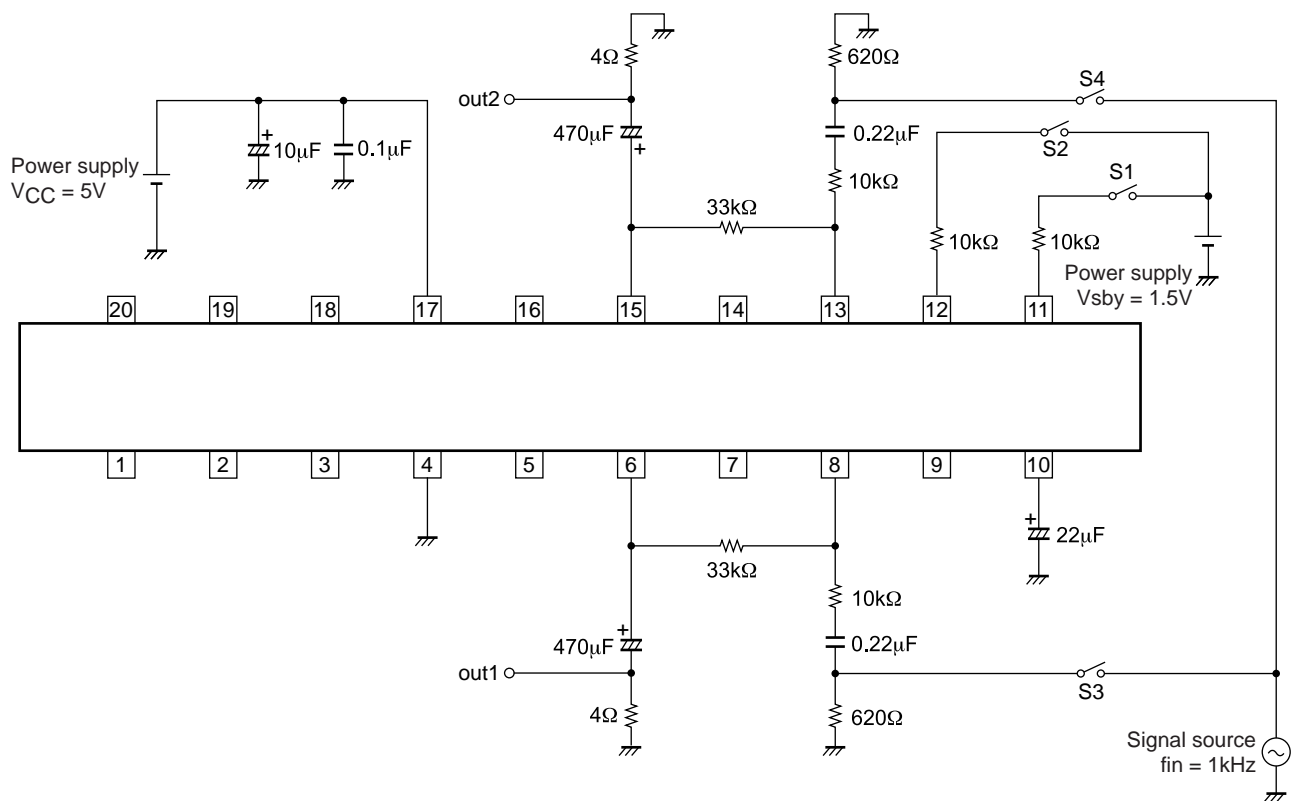 4Ω
620Ω
S4
out2
470μF
0.22μF
S2
10μF
0.1μF
Power supply
VCC = 5V
10kΩ
S1
33kΩ
10kΩ
10kΩ
Power supply
Vsby = 1.5V
20
19
18
17
16
15
14
13
12
11
1
2
3
4
5
6
7
8
9
10
22μF
33kΩ
10kΩ
470μF
0.22μF
out1
S3
4Ω
620Ω
Signal source
fin = 1kHz